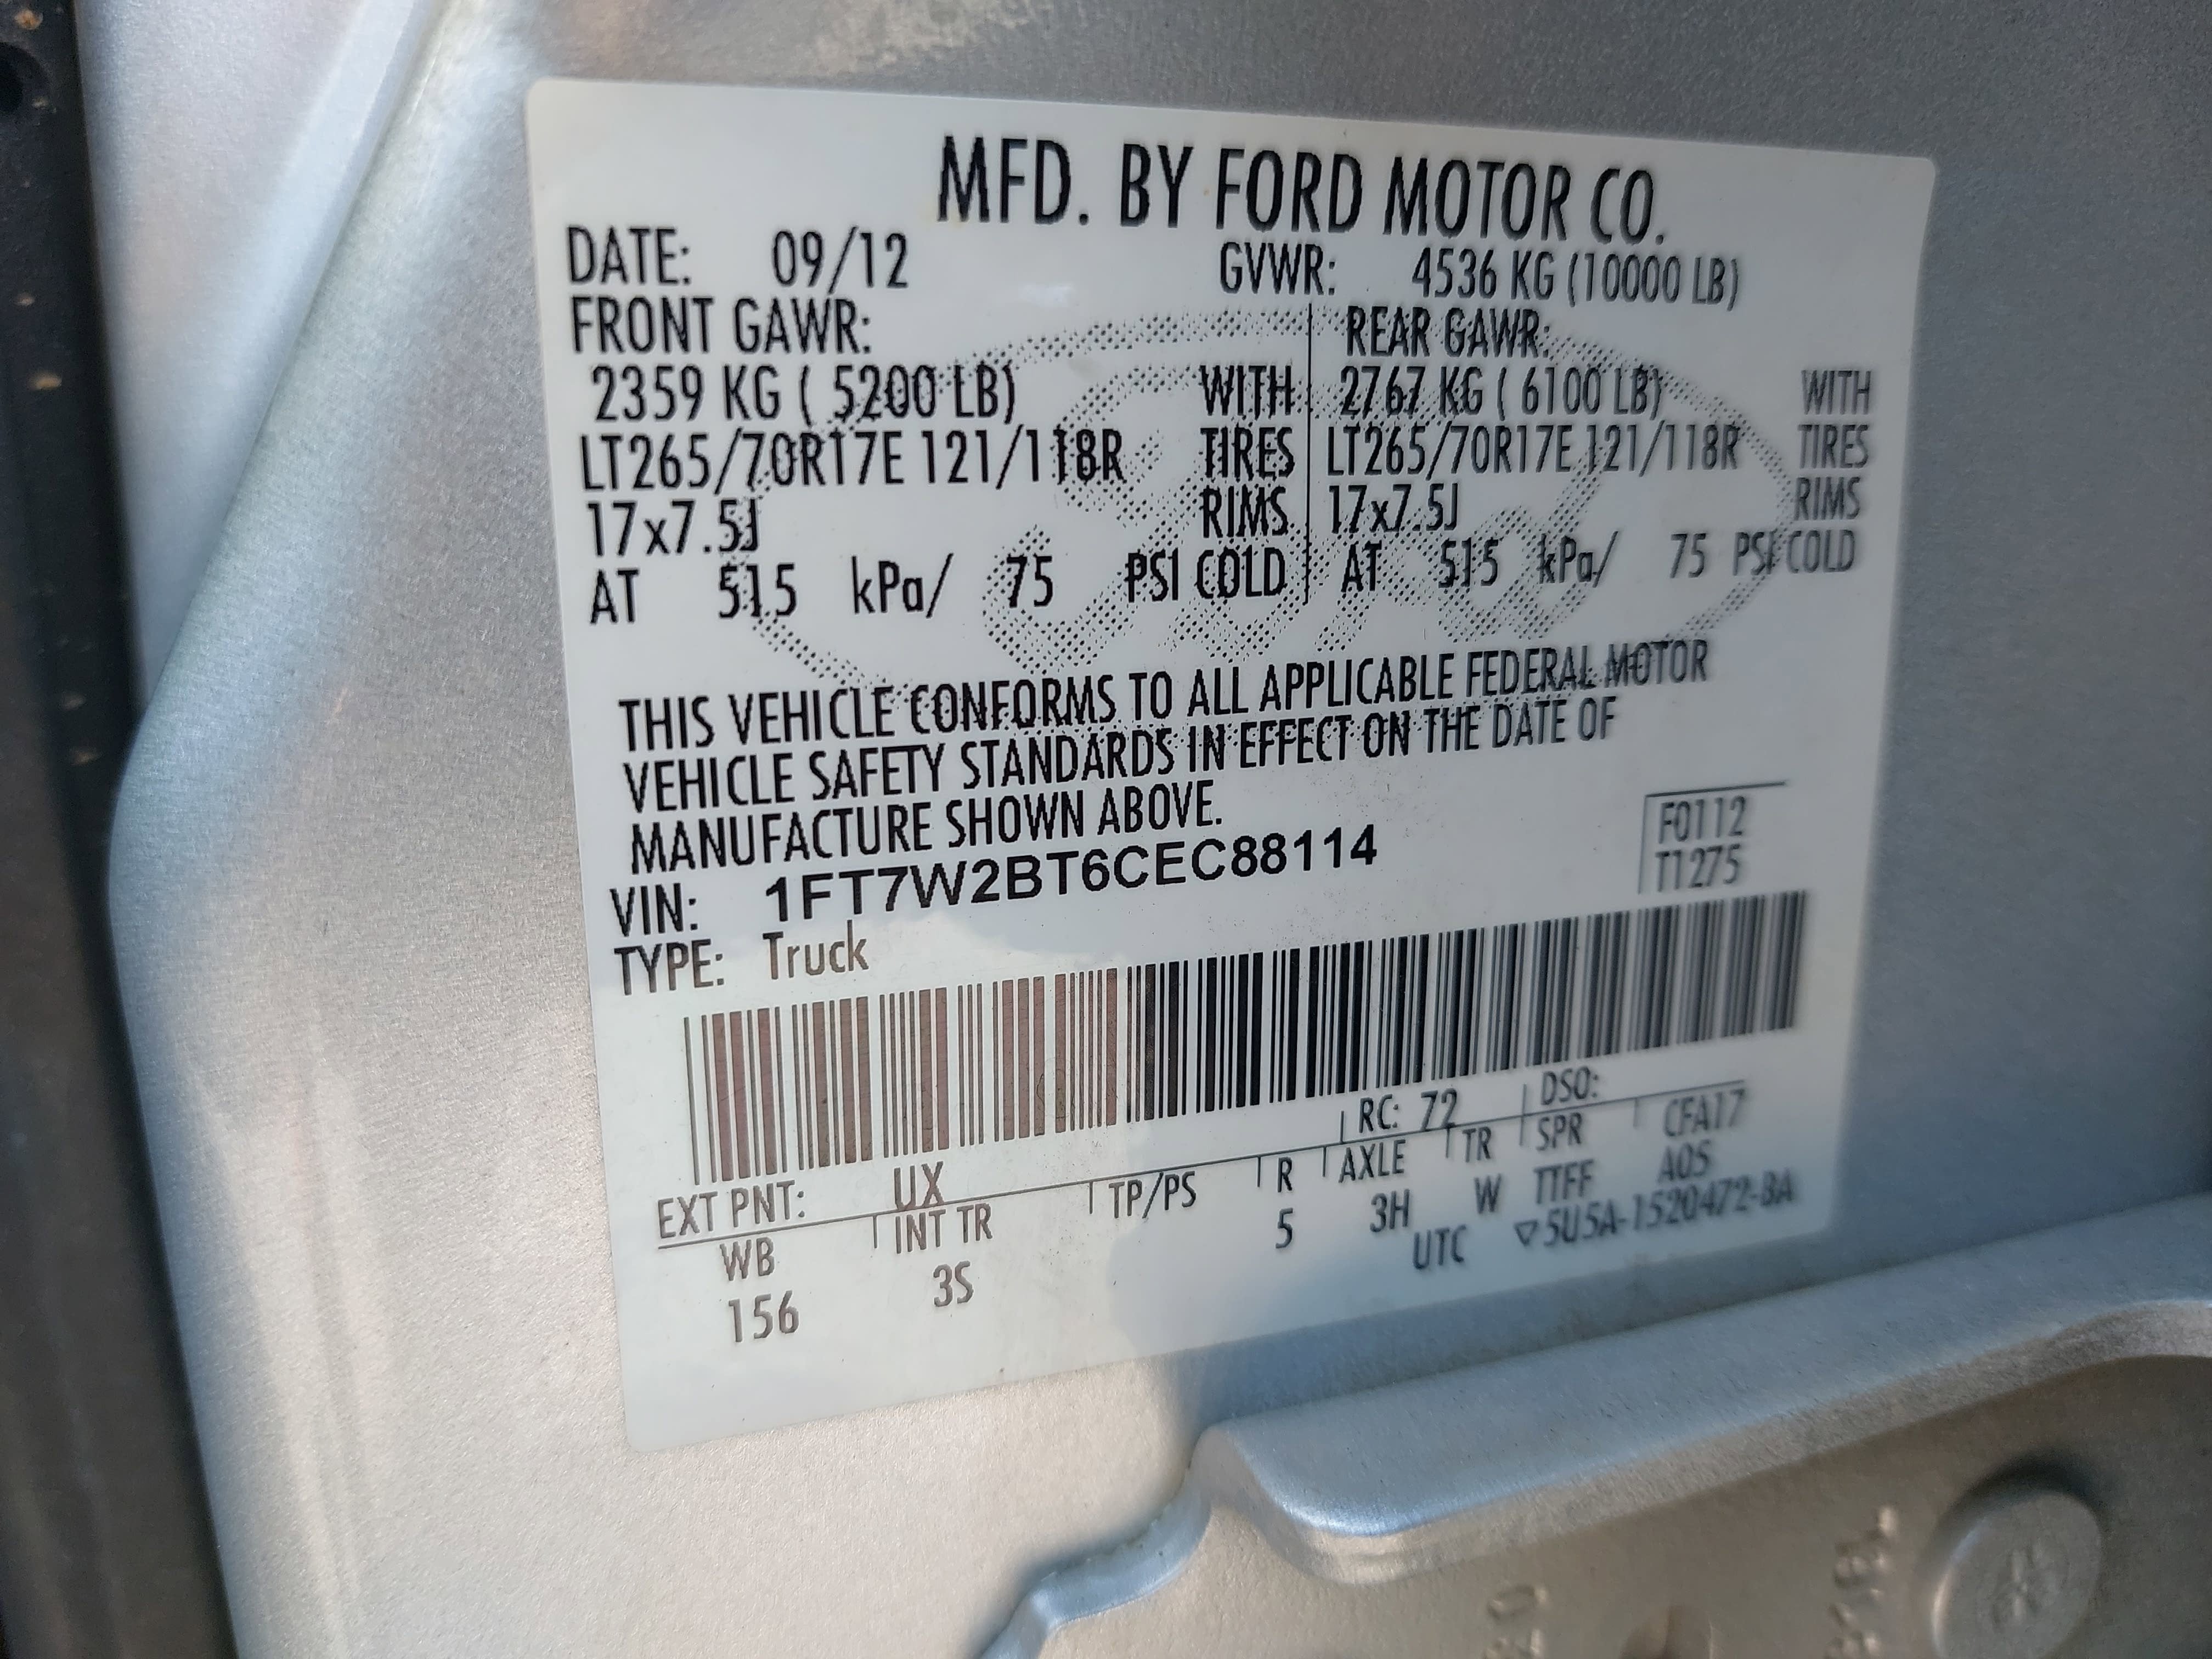 MFD. BY FORD MOTOR CO.
DATE: 09/12 GVWR: 4536 KG (10000 LB)
FRONT GAWR: REAR GAWR:
2359 KG ( 5200 LB) WITH 2767 KG ( 6100 LB) WITH
LT265/70R17E 121/118R TIRES LT265/70R17E 121/118R TIRES
17x7.5J RIMS 17x7.5J RIMS
AT 515 kPa/ 75 PSI COLD AT 515 kPa/ 75 PSI COLD
THIS VEHICLE CONFORMS TO ALL APPLICABLE FEDERAL MOTOR
VEHICLE SAFETY STANDARDS IN EFFECT ON THE DATE OF
MANUFACTURE SHOWN ABOVE.
F0112
T1275
VIN: 1FT7W2BT6CEC88114
TYPE: Truck
EXT PNT: UX RC: 72 DSO:
WB INT TR TP/PS R AXLE TR SPR CFA17
156 3S 5 3H W TTFF A05
UTC ▽5U5A-1520472-BA